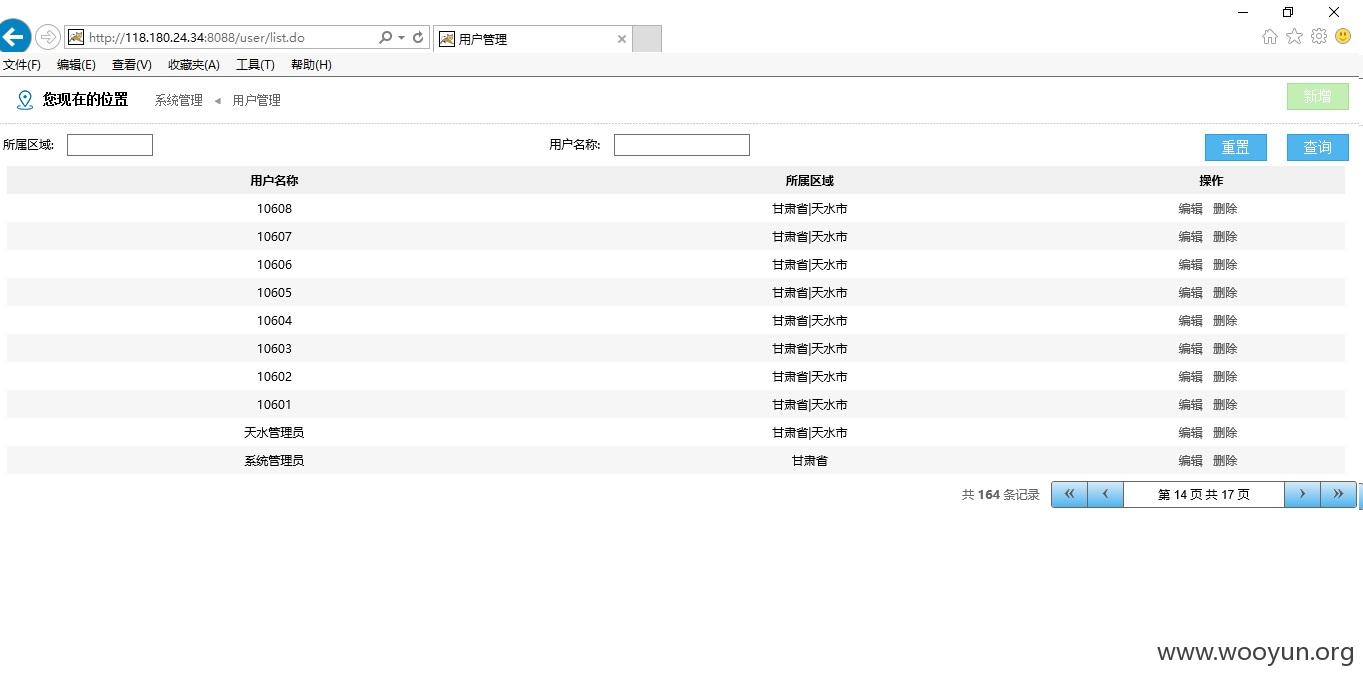 http://118.180.24.34:8088/user/list.do
用户管理
文件(F) 编辑(E) 查看(V) 收藏夹(A) 工具(T) 帮助(H)
您现在的位置 系统管理 ◂ 用户管理 新增
所属区域: 用户名称: 重置 查询
用户名称 所属区域 操作
10608 甘肃省|天水市 编辑 删除
10607 甘肃省|天水市 编辑 删除
10606 甘肃省|天水市 编辑 删除
10605 甘肃省|天水市 编辑 删除
10604 甘肃省|天水市 编辑 删除
10603 甘肃省|天水市 编辑 删除
10602 甘肃省|天水市 编辑 删除
10601 甘肃省|天水市 编辑 删除
天水管理员 甘肃省|天水市 编辑 删除
系统管理员 甘肃省 编辑 删除
共 164 条记录 « ‹ 第 14 页 共 17 页 › »
www.wooyun.org